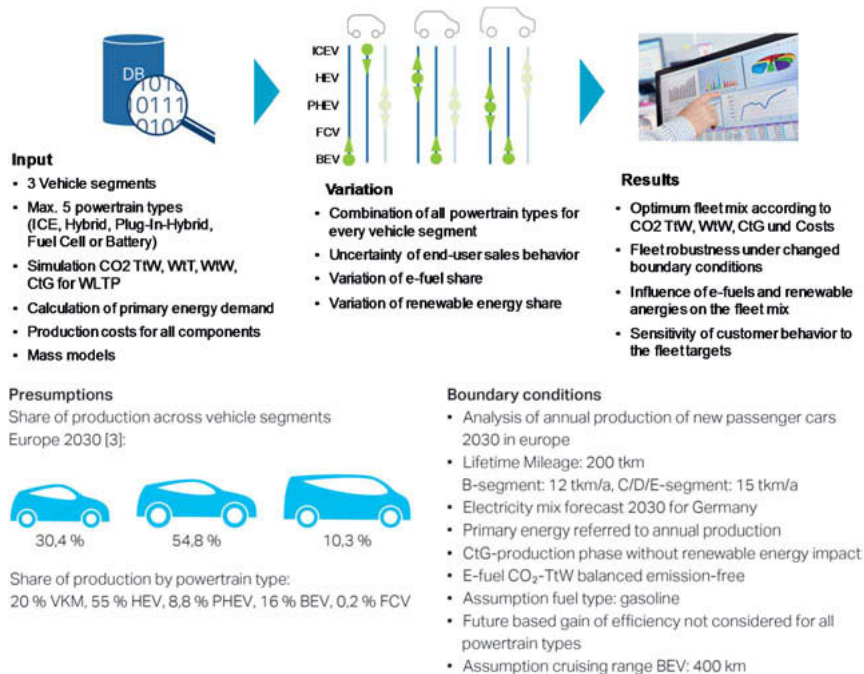 DB
1010
10111
0101
ICEV
HEV
PHEV
FCV
BEV
Input
• 3 Vehicle segments
• Max. 5 powertrain types
(ICE, Hybrid, Plug-In-Hybrid,
Fuel Cell or Battery)
• Simulation CO2 TtW, WtT, WtW,
CtG for WLTP
• Calculation of primary energy demand
• Production costs for all components
• Mass models
Variation
• Combination of all powertrain types for
every vehicle segment
• Uncertainty of end-user sales behavior
• Variation of e-fuel share
• Variation of renewable energy share
Results
• Optimum fleet mix according to
CO2 TtW, WtW, CtG und Costs
• Fleet robustness under changed
boundary conditions
• Influence of e-fuels and renewable
anergies on the fleet mix
• Sensitivity of customer behavior to
the fleet targets
Presumptions
Share of production across vehicle segments
Europe 2030 [3]:
30,4 %
54,8 %
10,3 %
Share of production by powertrain type:
20 % VKM, 55 % HEV, 8,8 % PHEV, 16 % BEV, 0,2 % FCV
Boundary conditions
• Analysis of annual production of new passenger cars
2030 in europe
• Lifetime Mileage: 200 tkm
B-segment: 12 tkm/a, C/D/E-segment: 15 tkm/a
• Electricity mix forecast 2030 for Germany
• Primary energy referred to annual production
• CtG-production phase without renewable energy impact
• E-fuel CO₂-TtW balanced emission-free
• Assumption fuel type: gasoline
• Future based gain of efficiency not considered for all
powertrain types
• Assumption cruising range BEV: 400 km